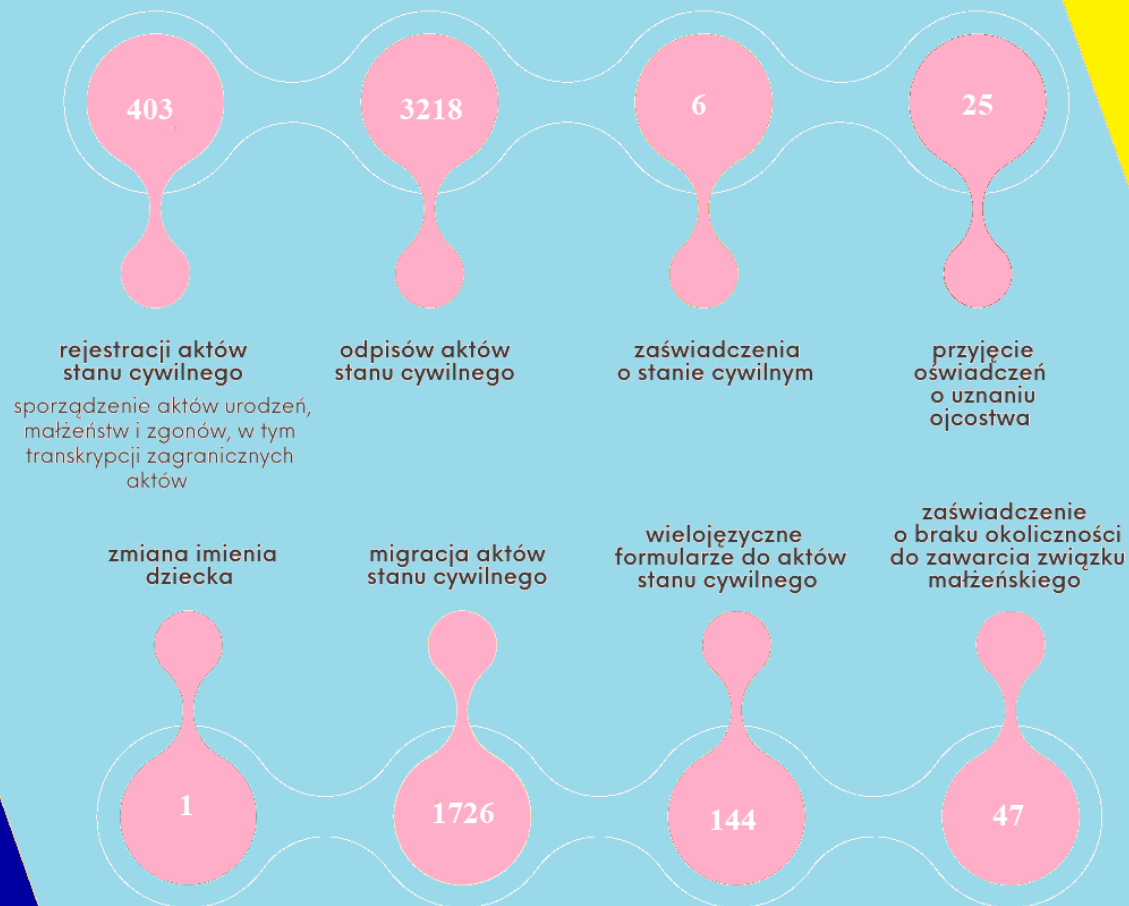 403
3218
6
25
rejestracji aktów
stanu cywilnego
sporządzenie aktów urodzeń,
małżeństw i zgonów, w tym
transkrypcji zagranicznych
aktów
odpisów aktów
stanu cywilnego
zaświadczenia
o stanie cywilnym
przyjęcie
oświadczeń
o uznaniu
ojcostwa
zmiana imienia
dziecka
migracja aktów
stanu cywilnego
wielojęzyczne
formularze do aktów
stanu cywilnego
zaświadczenie
o braku okoliczności
do zawarcia związku
małżeńskiego
1
1726
144
47